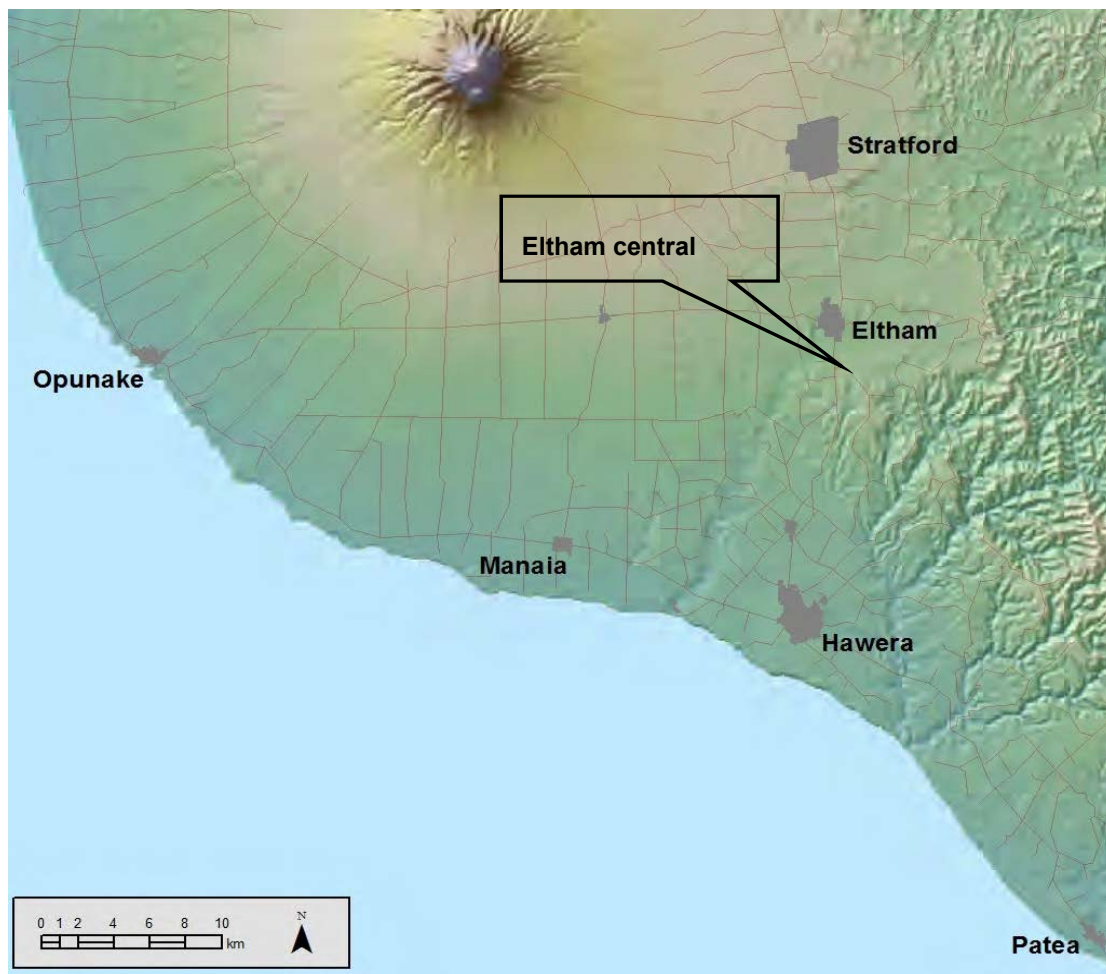 Stratford
Eltham central
Eltham
Opunake
Manaia
Hawera
0 1 2 4 6 8 10
km
N
Patea